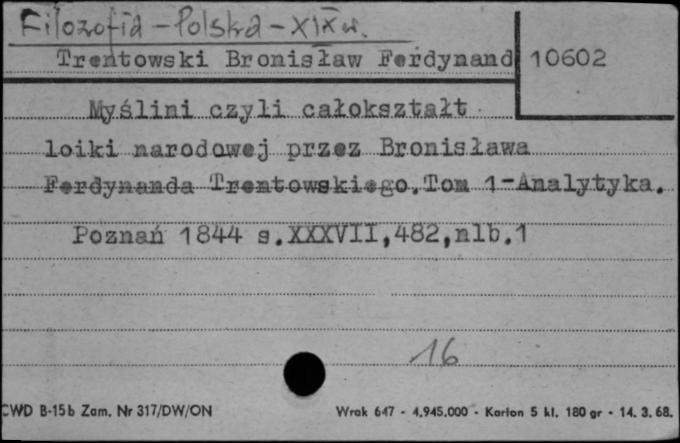 Filozofia - Polska - XIX w.
Trentowski Bronisław Ferdynand
10602
Myślini czyli całokształt
loiki narodowej przez Bronisława
Ferdynanda Trentowskiego.Tom 1-Analytyka.
Poznań 1844 s.XXXVII,482,nlb.1
16
CWD B-15b Zam. Nr 317/DW/ON
Wrak 647 - 4.945.000 - Karton 5 kl. 180 gr - 14. 3. 68.